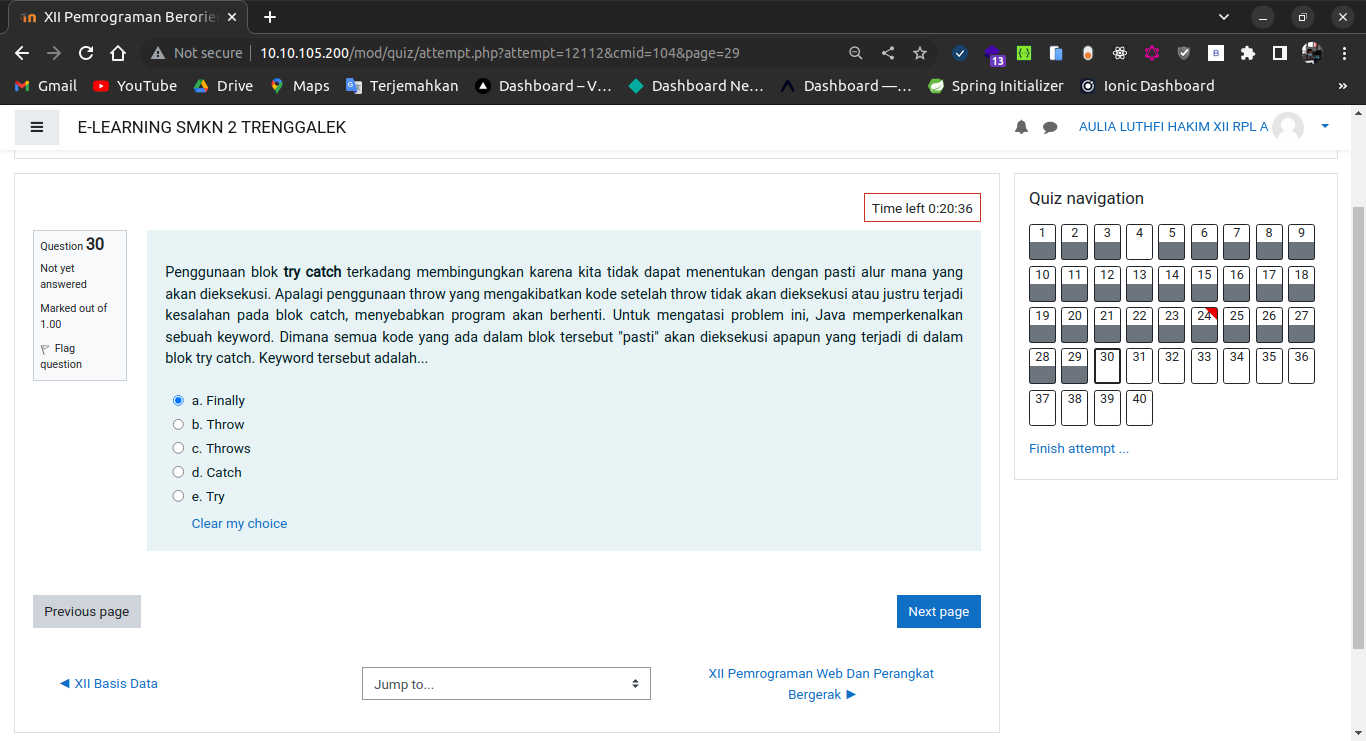 XII Pemrograman Berorie
Not secure
10.10.105.200/mod/quiz/attempt.php?attempt=12112&cmid=104&page=29
13
B
Gmail
YouTube
Drive
Maps
Terjemahkan
Dashboard – V...
Dashboard Ne...
Dashboard —...
Spring Initializer
Ionic Dashboard
»
E-LEARNING SMKN 2 TRENGGALEK
AULIA LUTHFI HAKIM XII RPL A
Time left 0:20:36
Question 30
Not yet
answered
Marked out of
1.00
Flag
question
Penggunaan blok try catch terkadang membingungkan karena kita tidak dapat menentukan dengan pasti alur mana yang
akan dieksekusi. Apalagi penggunaan throw yang mengakibatkan kode setelah throw tidak akan dieksekusi atau justru terjadi
kesalahan pada blok catch, menyebabkan program akan berhenti. Untuk mengatasi problem ini, Java memperkenalkan
sebuah keyword. Dimana semua kode yang ada dalam blok tersebut "pasti" akan dieksekusi apapun yang terjadi di dalam
blok try catch. Keyword tersebut adalah...
a. Finally
b. Throw
c. Throws
d. Catch
e. Try
Clear my choice
Previous page
Next page
◄ XII Basis Data
Jump to...
XII Pemrograman Web Dan Perangkat
Bergerak ►
Quiz navigation
1 2 3 4 5 6 7 8 9
10 11 12 13 14 15 16 17 18
19 20 21 22 23 24 25 26 27
28 29 30 31 32 33 34 35 36
37 38 39 40
Finish attempt ...